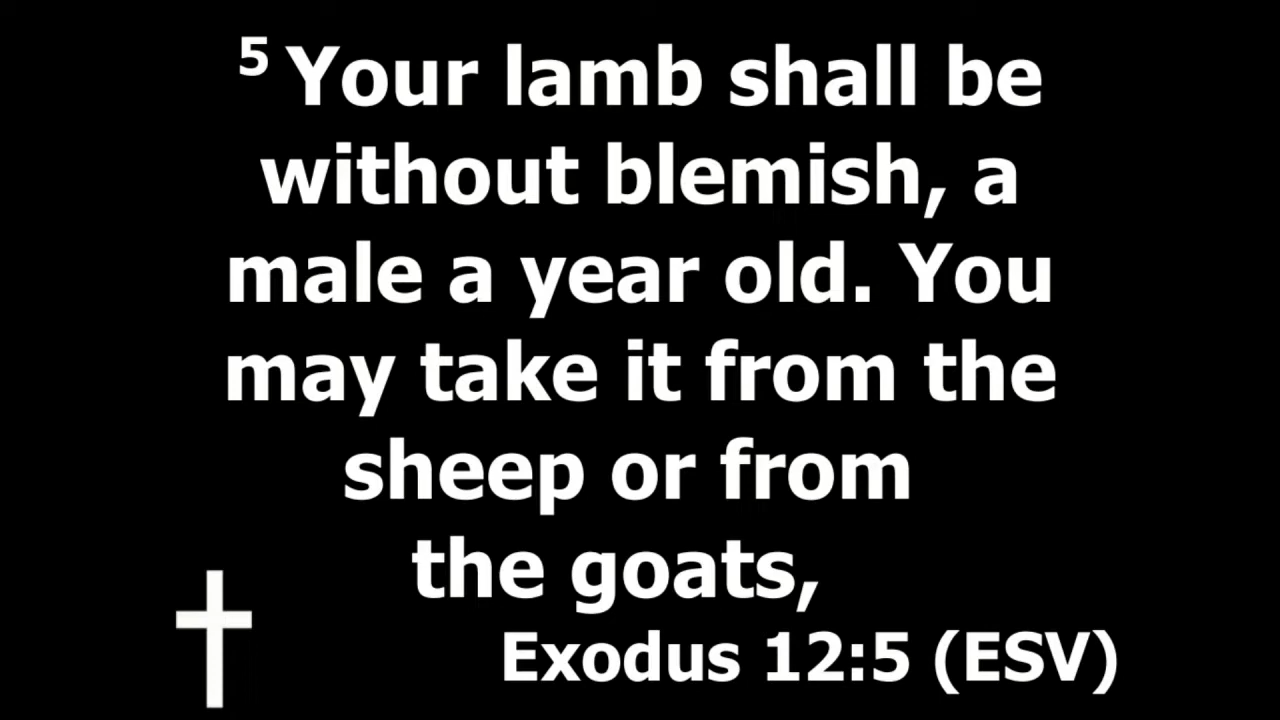 5 Your lamb shall be
without blemish, a
male a year old. You
may take it from the
sheep or from
the goats,
Exodus 12:5 (ESV)